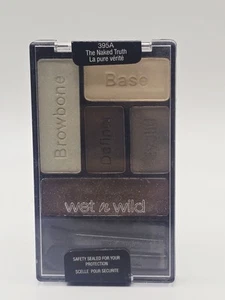 395A
The Naked Truth
La pure vérité
Browbone
Base
Define
wet n wild
SAFETY SEALED FOR YOUR
PROTECTION
SCELLÉ POUR SÉCURITÉ